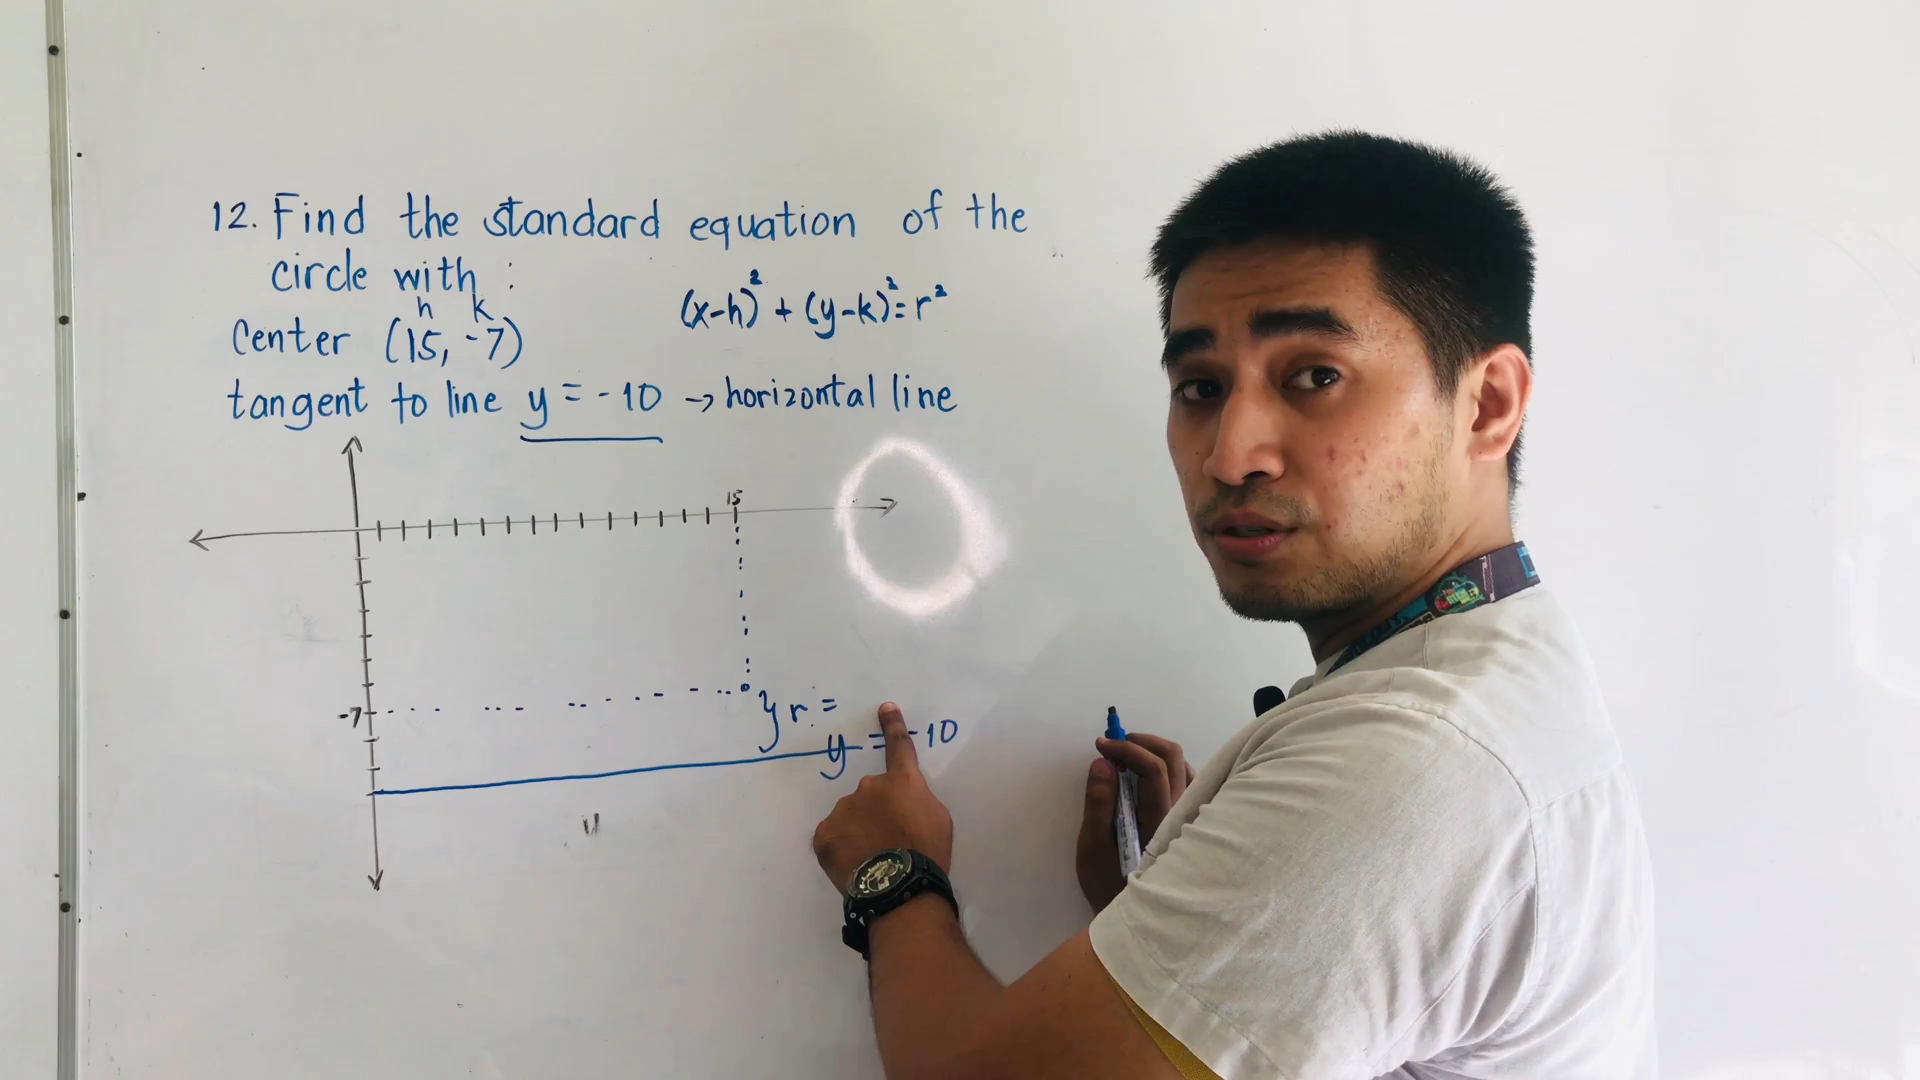 12. Find the standard equation of the
circle with :
h k
(x-h)² + (y-k)² = r²
Center (15, -7)
tangent to line y = -10 → horizontal line
15
-7
r =
y = -10